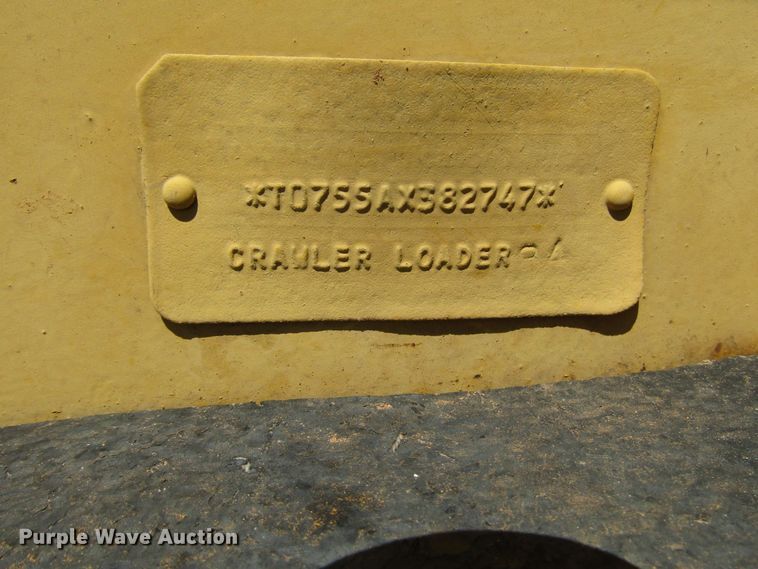 *T0755AX382747*
CRAWLER LOADER
Purple Wave Auction